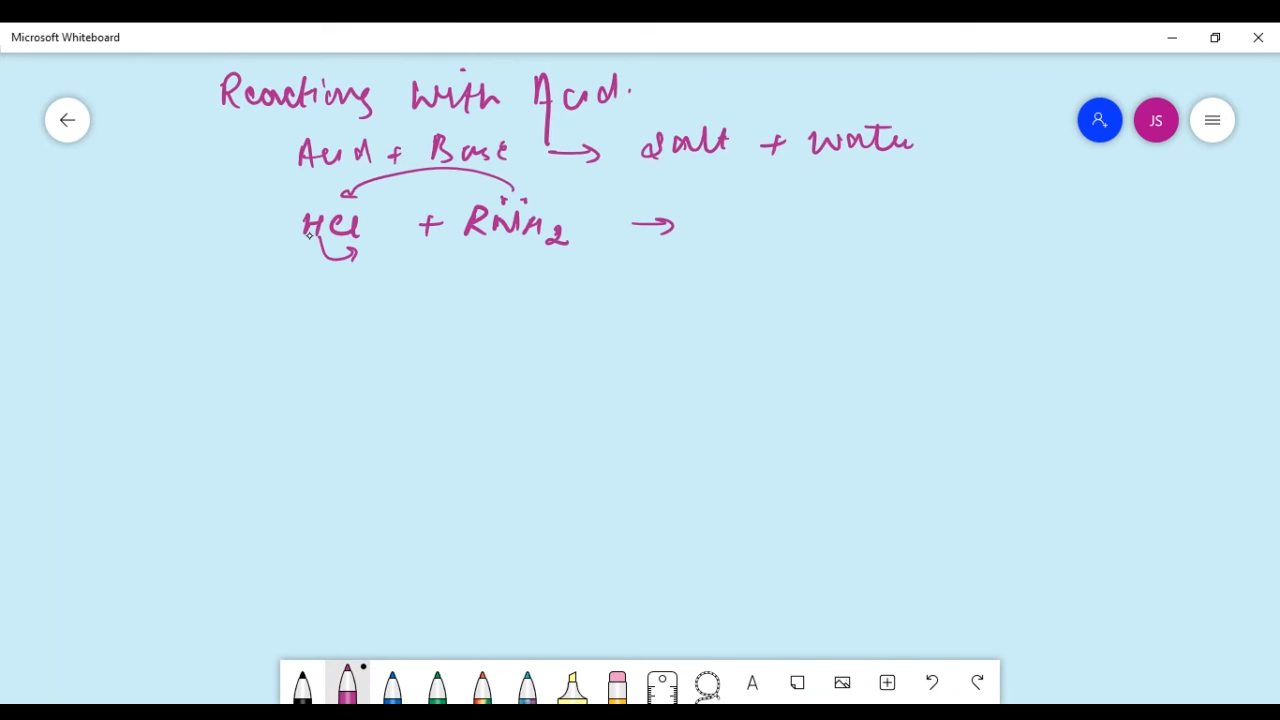 Microsoft Whiteboard
Reactions with Acid.
JS
Acid + Base → Salt + Water
HCl + RNH2 →
A